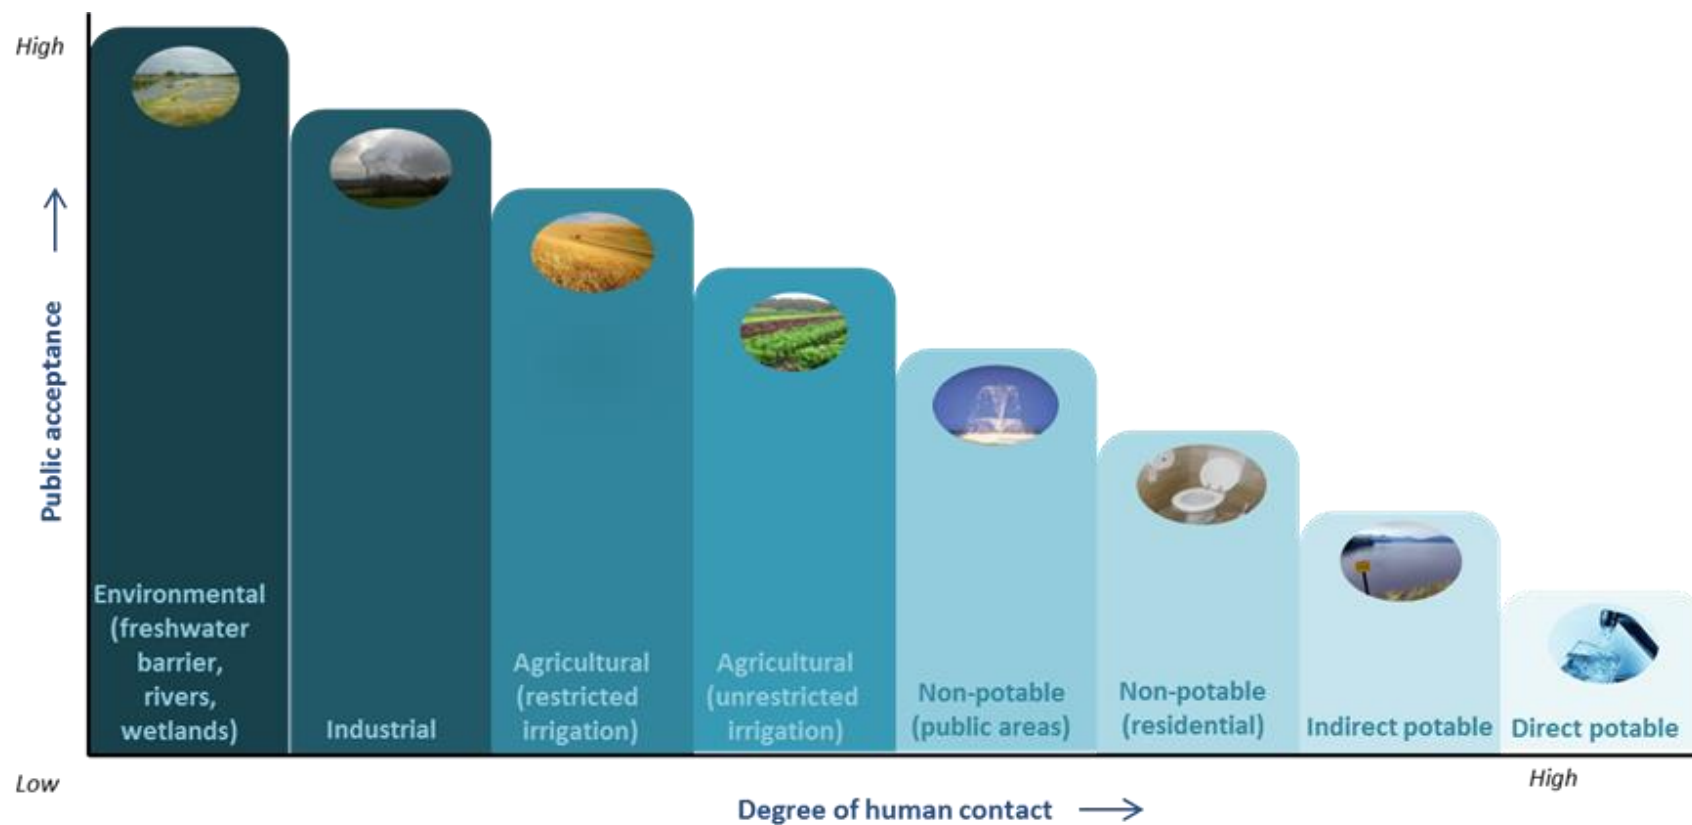 High
Public acceptance
Environmental
(freshwater
barrier,
rivers,
wetlands)
Industrial
Agricultural
(restricted
irrigation)
Agricultural
(unrestricted
irrigation)
Non-potable
(public areas)
Non-potable
(residential)
Indirect potable
Direct potable
Low
High
Degree of human contact